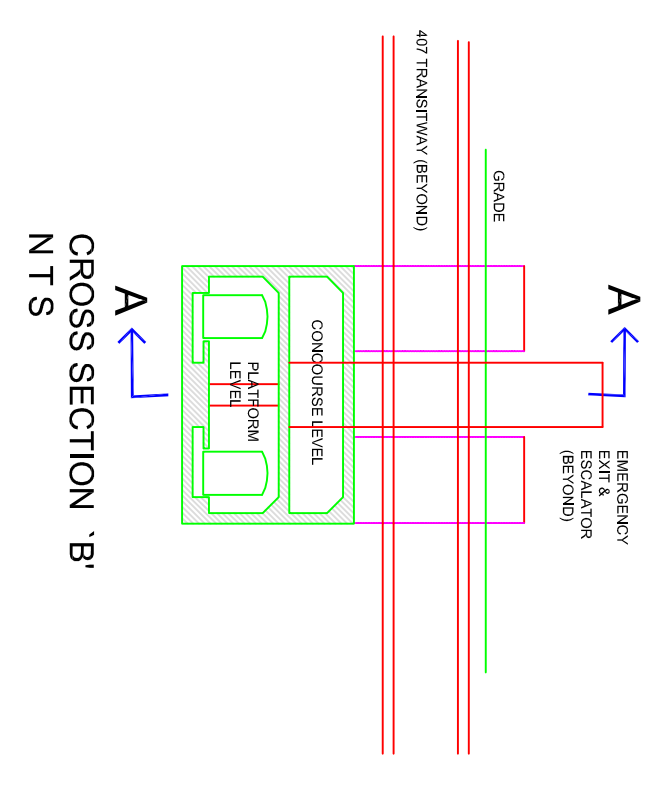 A
EMERGENCY
EXIT &
ESCALATOR
(BEYOND)
GRADE
407 TRANSITWAY (BEYOND)
CONCOURSE LEVEL
PLATFORM
LEVEL
A
CROSS SECTION `B'
N T S